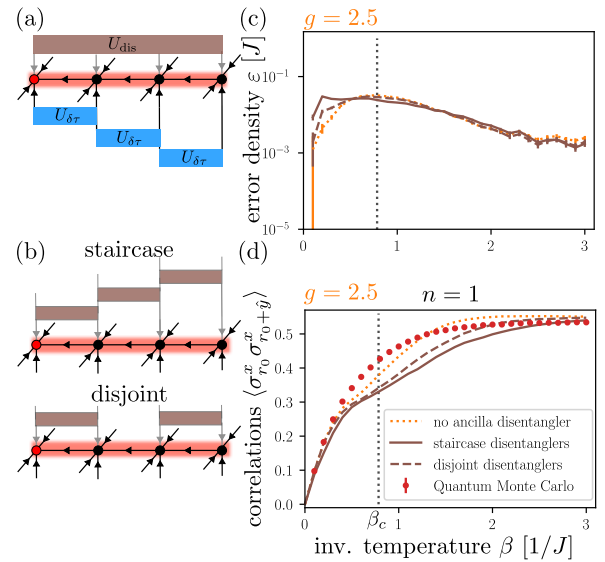 (a)
U_dis
U_δτ
U_δτ
U_δτ
(b)
staircase
disjoint
(c)
g = 2.5
error density ε [J]
10⁻¹
10⁻³
10⁻⁵
0
1
2
3
(d)
g = 2.5
n = 1
correlations ⟨σ^x_{r_0} σ^x_{r_0+ŷ}⟩
0.5
0.4
0.3
0.2
0.1
0.0
no ancilla disentangler
staircase disentanglers
disjoint disentanglers
Quantum Monte Carlo
0
β_c
1
2
3
inv. temperature β [1/J]